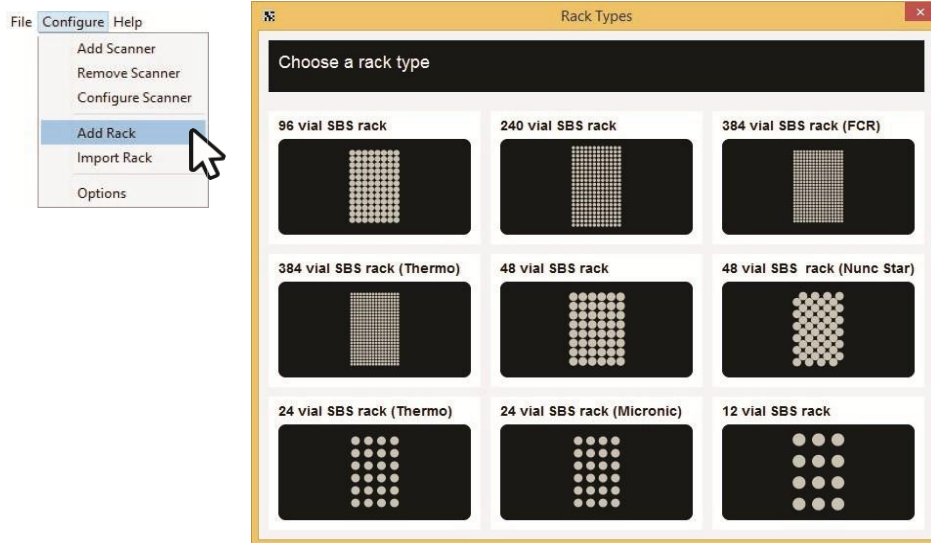 File Configure Help
Add Scanner
Remove Scanner
Configure Scanner
Add Rack
Import Rack
Options
Rack Types
Choose a rack type
96 vial SBS rack
240 vial SBS rack
384 vial SBS rack (FCR)
384 vial SBS rack (Thermo)
48 vial SBS rack
48 vial SBS  rack (Nunc Star)
24 vial SBS rack (Thermo)
24 vial SBS rack (Micronic)
12 vial SBS rack